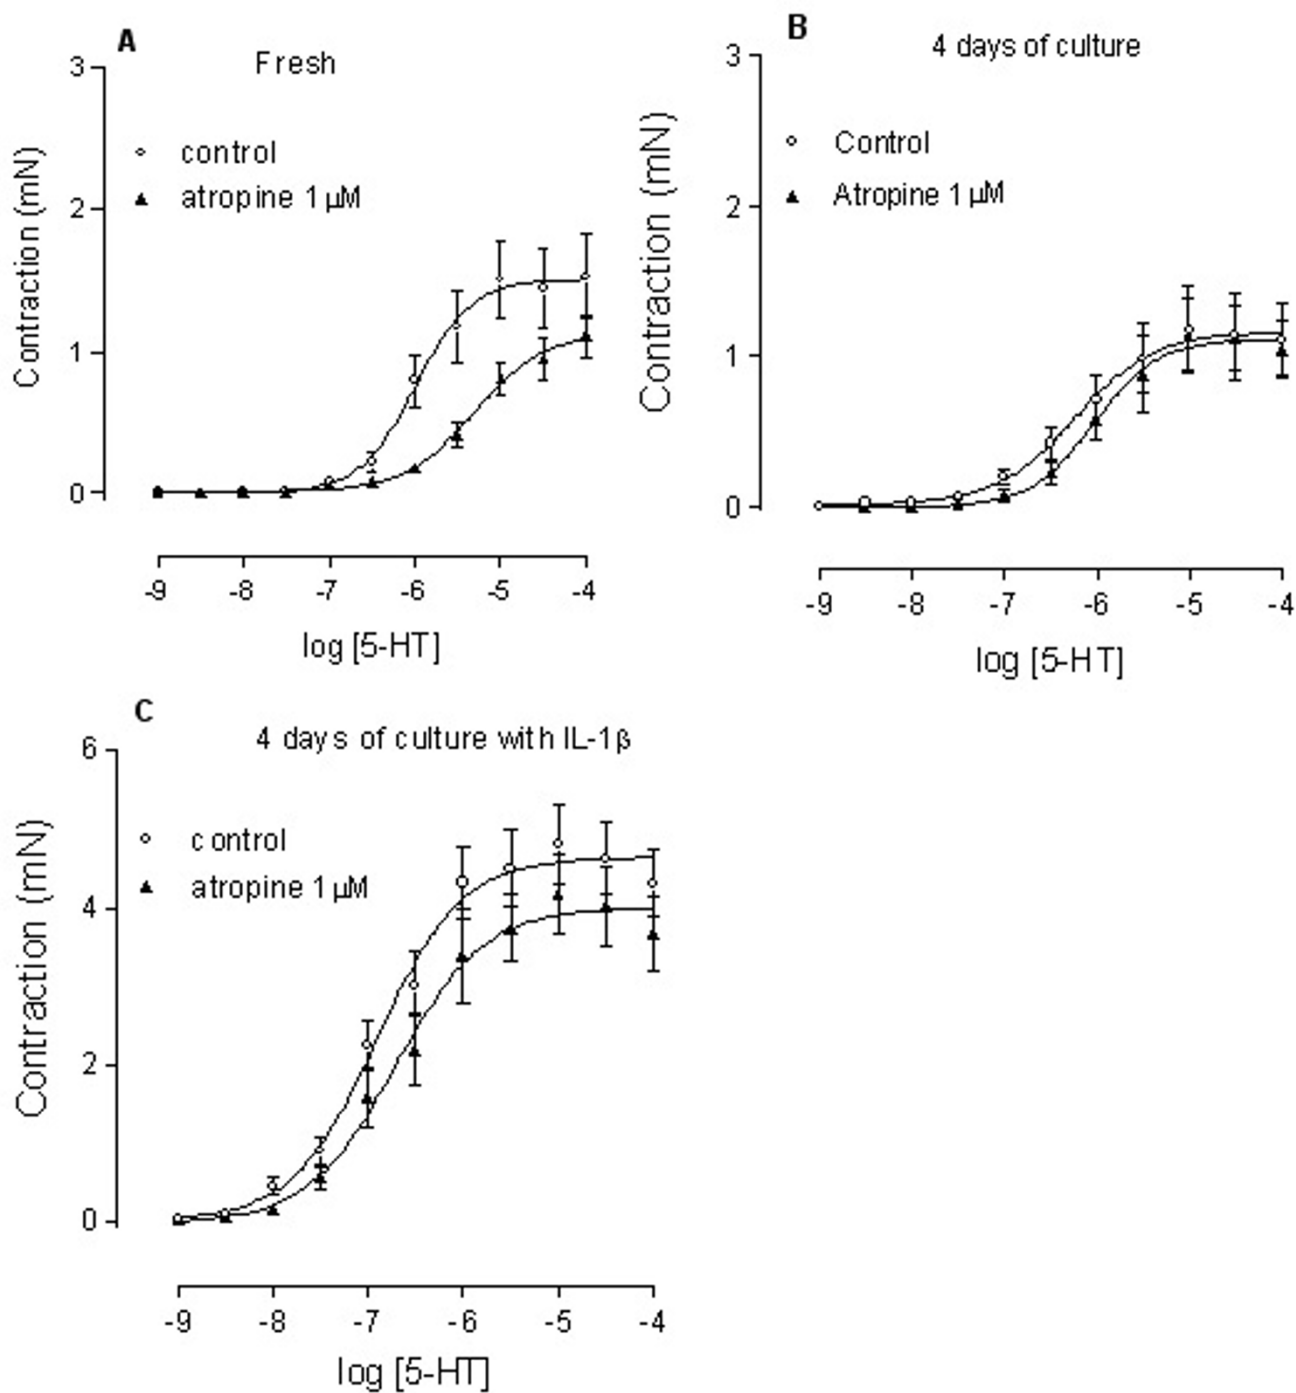 A
Fresh
3
2
1
0
Contraction (mN)
control
atropine 1 µM
-9 -8 -7 -6 -5 -4
log [5-HT]
B
4 days of culture
3
2
1
0
Contraction (mN)
Control
Atropine 1 µM
-9 -8 -7 -6 -5 -4
log [5-HT]
C
4 days of culture with IL-1β
6
4
2
0
Contraction (mN)
control
atropine 1 µM
-9 -8 -7 -6 -5 -4
log [5-HT]